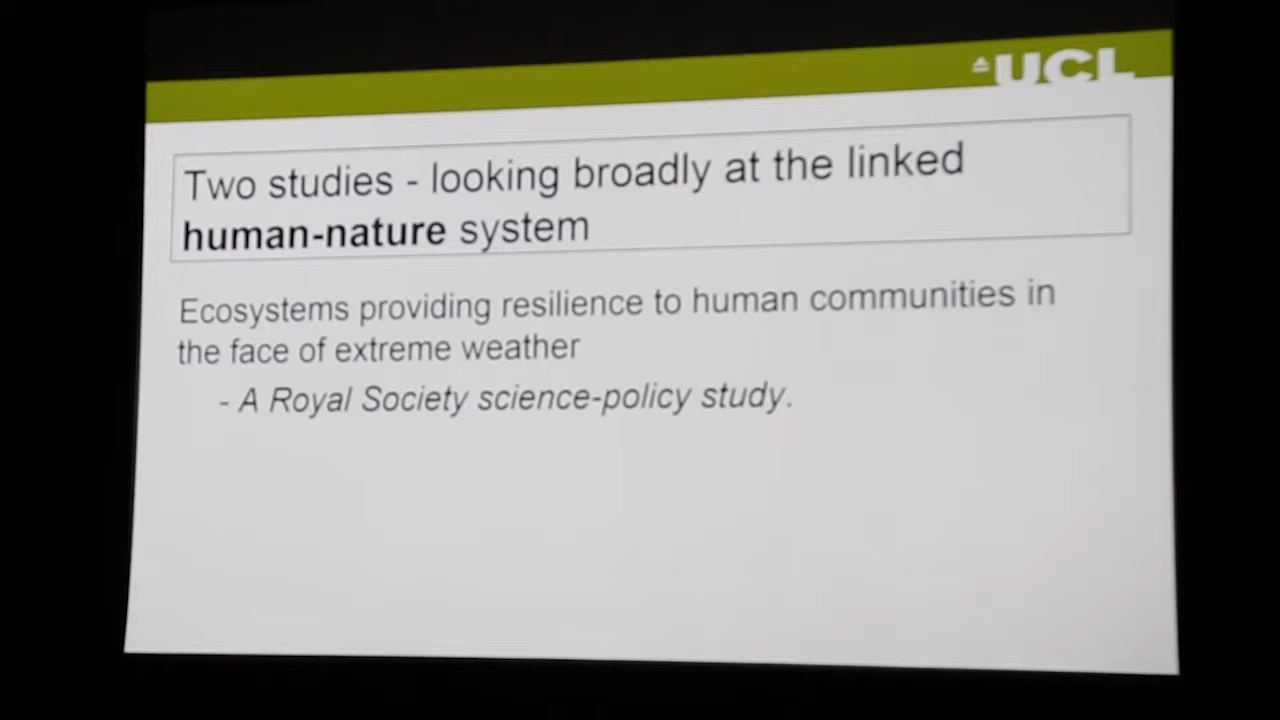 UCL
Two studies - looking broadly at the linked
human-nature system
Ecosystems providing resilience to human communities in
the face of extreme weather
- A Royal Society science-policy study.